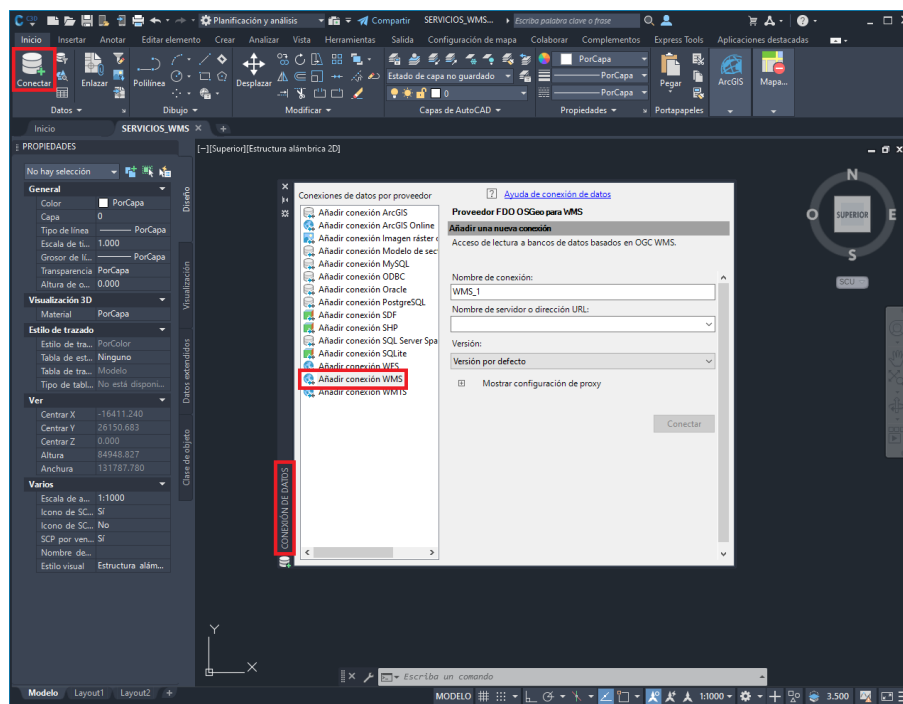 C 3D Planificación y análisis Compartir SERVICIOS_WMS... Escriba palabra clave o frase
Inicio Insertar Anotar Editar elemento Crear Analizar Vista Herramientas Salida Configuración de mapa Colaborar Complementos Express Tools Aplicaciones destacadas
Conectar Enlazar Polilínea Desplazar Estado de capa no guardado PorCapa Pegar ArcGIS Mapa...
PorCapa
0 PorCapa
Datos Dibujo Modificar Capas de AutoCAD Propiedades Portapapeles
Inicio SERVICIOS_WMS
PROPIEDADES
[−][Superior][Estructura alámbrica 2D]
No hay selección
General
Color PorCapa
Capa 0
Tipo de línea PorCapa
Escala de ti... 1.000
Grosor de lí... PorCapa
Transparencia PorCapa
Altura de o... 0.000
Visualización 3D
Material PorCapa
Estilo de trazado
Estilo de tra... PorColor
Tabla de est... Ninguno
Tabla de tra... Modelo
Tipo de tabl... No está disponi...
Ver
Centrar X -16411.240
Centrar Y 26150.683
Centrar Z 0.000
Altura 84948.827
Anchura 131787.780
Varios
Escala de a... 1:1000
Icono de SC... Sí
Icono de SC... No
SCP por ven... Sí
Nombre de...
Estilo visual Estructura alám...
Diseño
Visualización
Datos extendidos
Clase de objeto
CONEXIÓN DE DATOS
Conexiones de datos por proveedor
Añadir conexión ArcGIS
Añadir conexión ArcGIS Online
Añadir conexión Imagen ráster o
Añadir conexión Modelo de sec
Añadir conexión MySQL
Añadir conexión ODBC
Añadir conexión Oracle
Añadir conexión PostgreSQL
Añadir conexión SDF
Añadir conexión SHP
Añadir conexión SQL Server Spa
Añadir conexión SQLite
Añadir conexión WFS
Añadir conexión WMS
Añadir conexión WMTS
Ayuda de conexión de datos
Proveedor FDO OSGeo para WMS
Añadir una nueva conexión
Acceso de lectura a bancos de datos basados en OGC WMS.
Nombre de conexión:
WMS_1
Nombre de servidor o dirección URL:
Versión:
Versión por defecto
Mostrar configuración de proxy
Conectar
N
O SUPERIOR E
S
SCU
Y
X
Escriba un comando
Modelo Layout1 Layout2 +
MODELO 1:1000 3.500